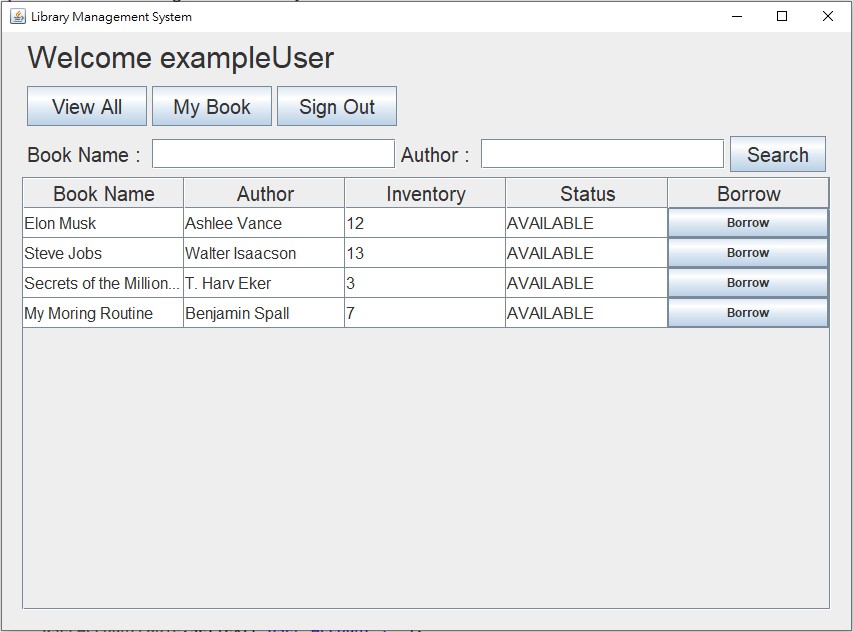 Library Management System
Welcome exampleUser
View All My Book Sign Out
Book Name : Author : Search
Book Name Author Inventory Status Borrow
Elon Musk Ashlee Vance 12 AVAILABLE Borrow
Steve Jobs Walter Isaacson 13 AVAILABLE Borrow
Secrets of the Million... T. Harv Eker 3 AVAILABLE Borrow
My Moring Routine Benjamin Spall 7 AVAILABLE Borrow